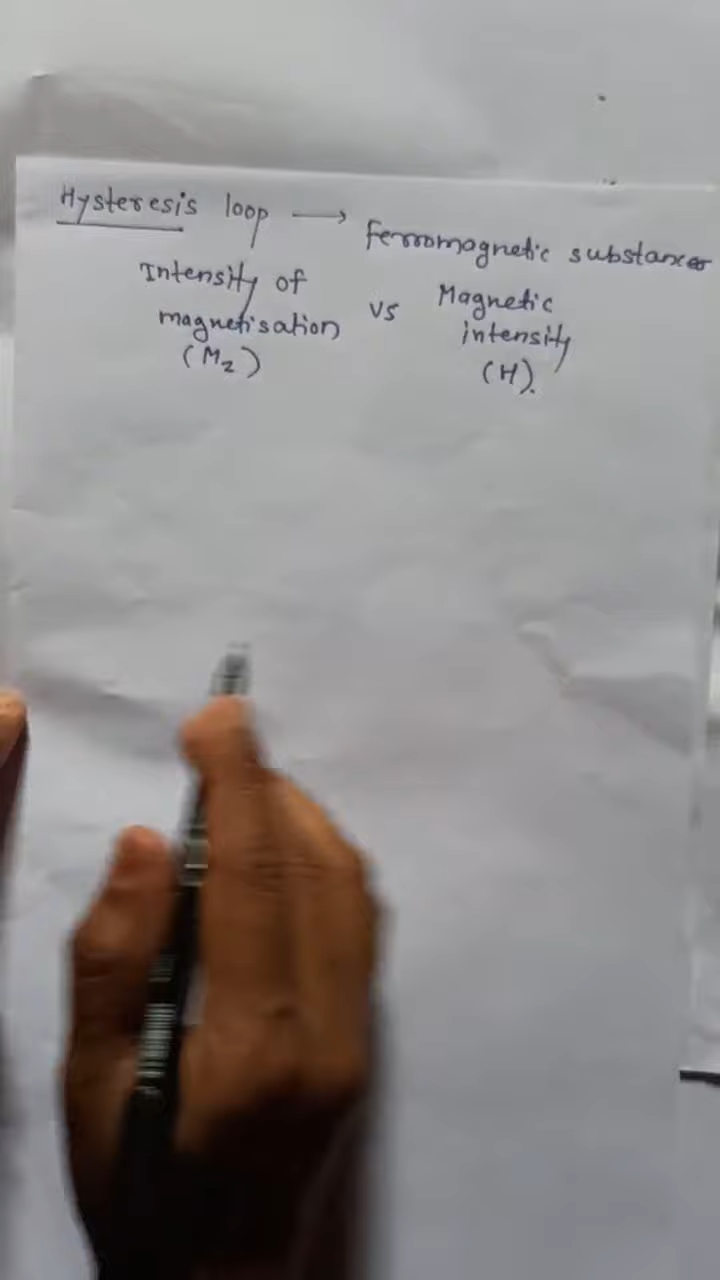 Hysteresis loop → Ferromagnetic substances
Intensity of
magnetisation
(Mz)
vs
Magnetic
intensity
(H).